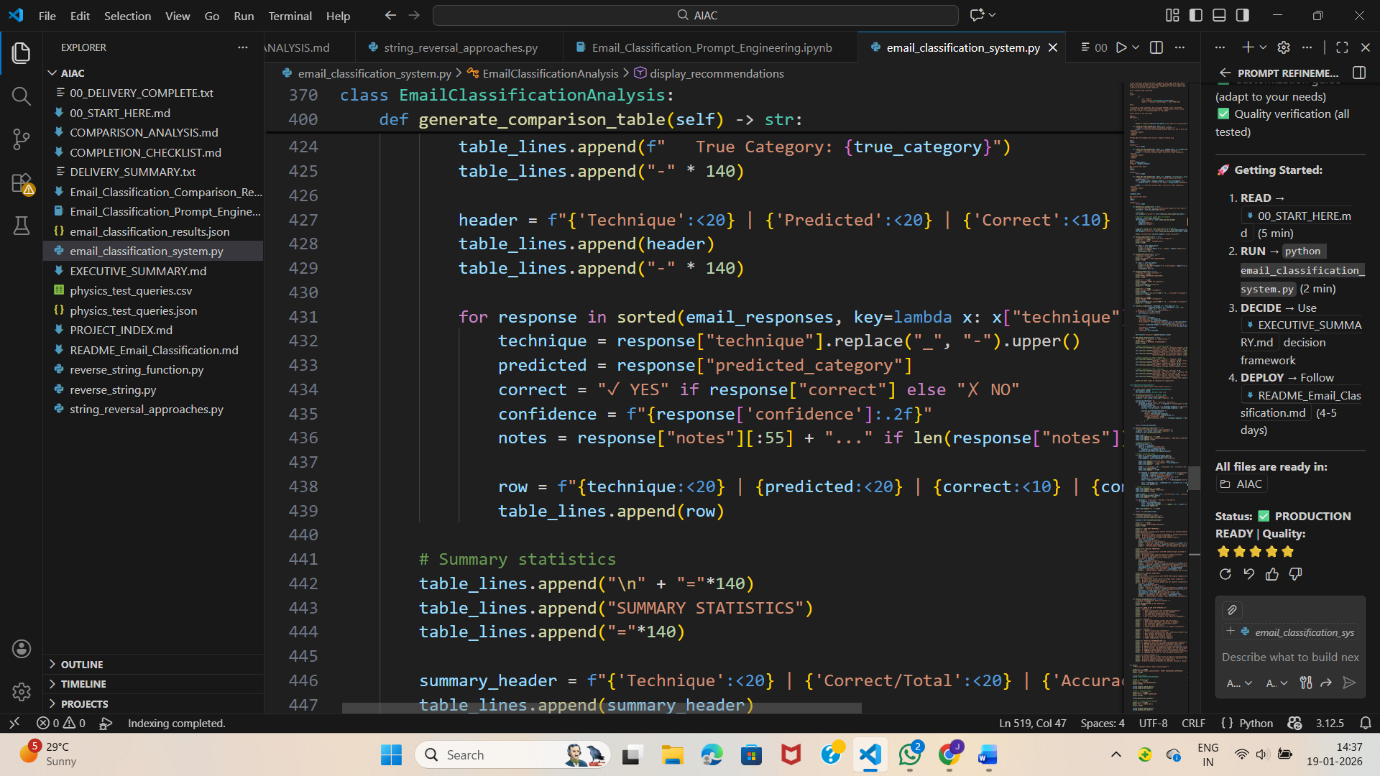 File Edit Selection View Go Run Terminal Help
AIAC
EXPLORER
AIAC
00_DELIVERY_COMPLETE.txt
00_START_HERE.md
COMPARISON_ANALYSIS.md
COMPLETION_CHECKLIST.md
DELIVERY_SUMMARY.txt
Email_Classification_Comparison_Re...
Email_Classification_Prompt_Engine...
email_classification_results.json
email_classification_system.py
EXECUTIVE_SUMMARY.md
physics_test_queries.csv
physics_test_queries.json
PROJECT_INDEX.md
README_Email_Classification.md
reverse_string_function.py
reverse_string.py
string_reversal_approaches.py
OUTLINE
TIMELINE
PROJECTS
ANALYSIS.md string_reversal_approaches.py Email_Classification_Prompt_Engineering.ipynb email_classification_system.py 00
email_classification_system.py > EmailClassificationAnalysis > display_recommendations
370 class EmailClassificationAnalysis:
400 def generate_comparison_table(self) -> str:
424 table_lines.append(f"   True Category: {true_category}")
425 table_lines.append("-" * 140)
426
427 header = f"{'Technique':<20} | {'Predicted':<20} | {'Correct':<10}
428 table_lines.append(header)
429 table_lines.append("-" * 140)
430
431 for response in sorted(email_responses, key=lambda x: x["technique"
432 technique = response["technique"].replace("_", "-").upper()
433 predicted = response["predicted_category"]
434 correct = "✓ YES" if response["correct"] else "✗ NO"
435 confidence = f"{response['confidence']:.2f}"
436 notes = response["notes"][:55] + "..." if len(response["notes"]
437
438 row = f"{technique:<20} | {predicted:<20} | {correct:<10} | {co
439 table_lines.append(row)
440
441 # Summary statistics
442 table_lines.append("\n" + "="*140)
443 table_lines.append("SUMMARY STATISTICS")
444 table_lines.append("="*140)
445
446 summary_header = f"{'Technique':<20} | {'Correct/Total':<20} | {'Accura
447 table_lines.append(summary_header)
PROMPT REFINEME...
(adapt to your needs)
✅ Quality verification (all
tested)
🚀 Getting Started:
1. READ →
00_START_HERE.m
d (5 min)
2. RUN → python
email_classification_
system.py (2 min)
3. DECIDE → Use
EXECUTIVE_SUMMA
RY.md decision
framework
4. DEPLOY → Follow
README_Email_Clas
sification.md (4-5
days)
All files are ready in:
AIAC
Status: ✅ PRODUCTION
READY | Quality:
⭐⭐⭐⭐⭐
email_classification_sys
Describe what to build nex
A... A..
0 0 Indexing completed.
Ln 519, Col 47 Spaces: 4 UTF-8 CRLF {} Python 3.12.5
5 29°C
Sunny
Search
2
J
ENG
IN
14:37
19-01-2026